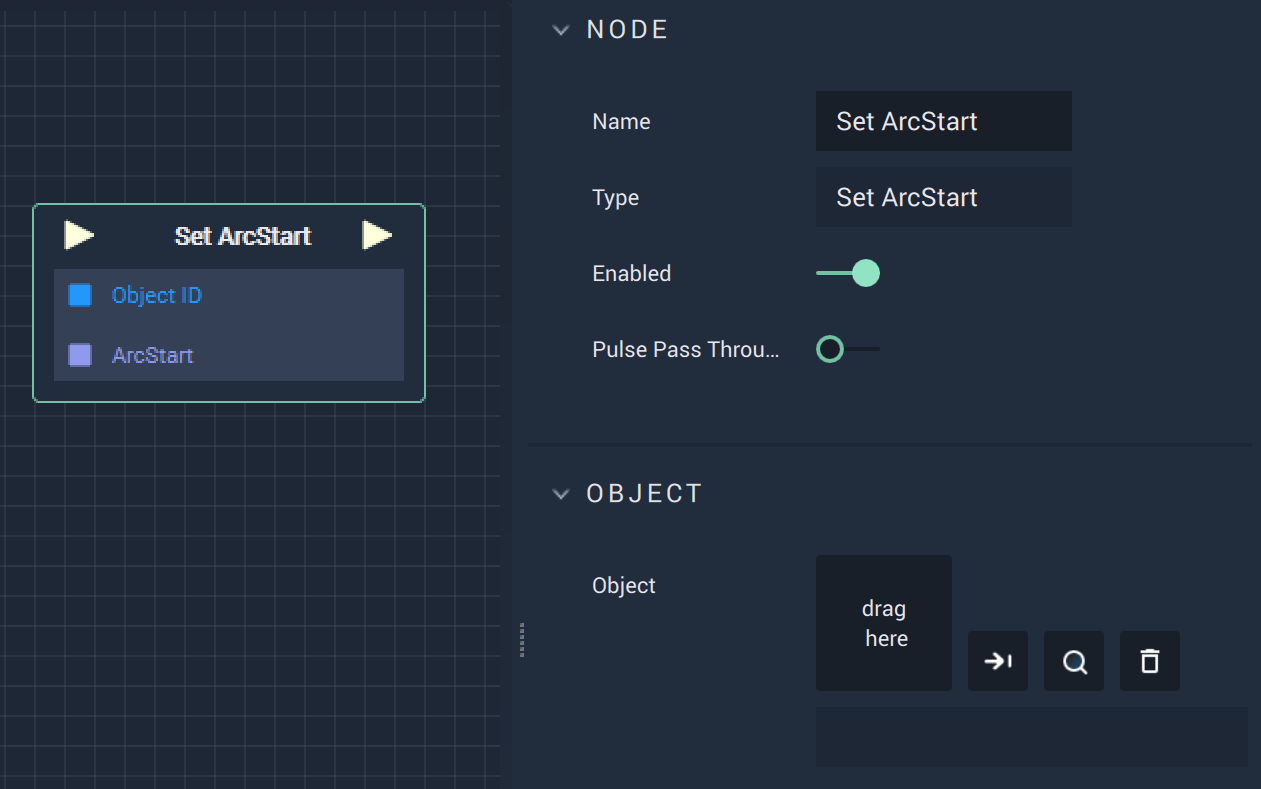 Set ArcStart
Object ID
ArcStart
NODE
Name
Set ArcStart
Type
Set ArcStart
Enabled
Pulse Pass Throu...
OBJECT
Object
drag
here